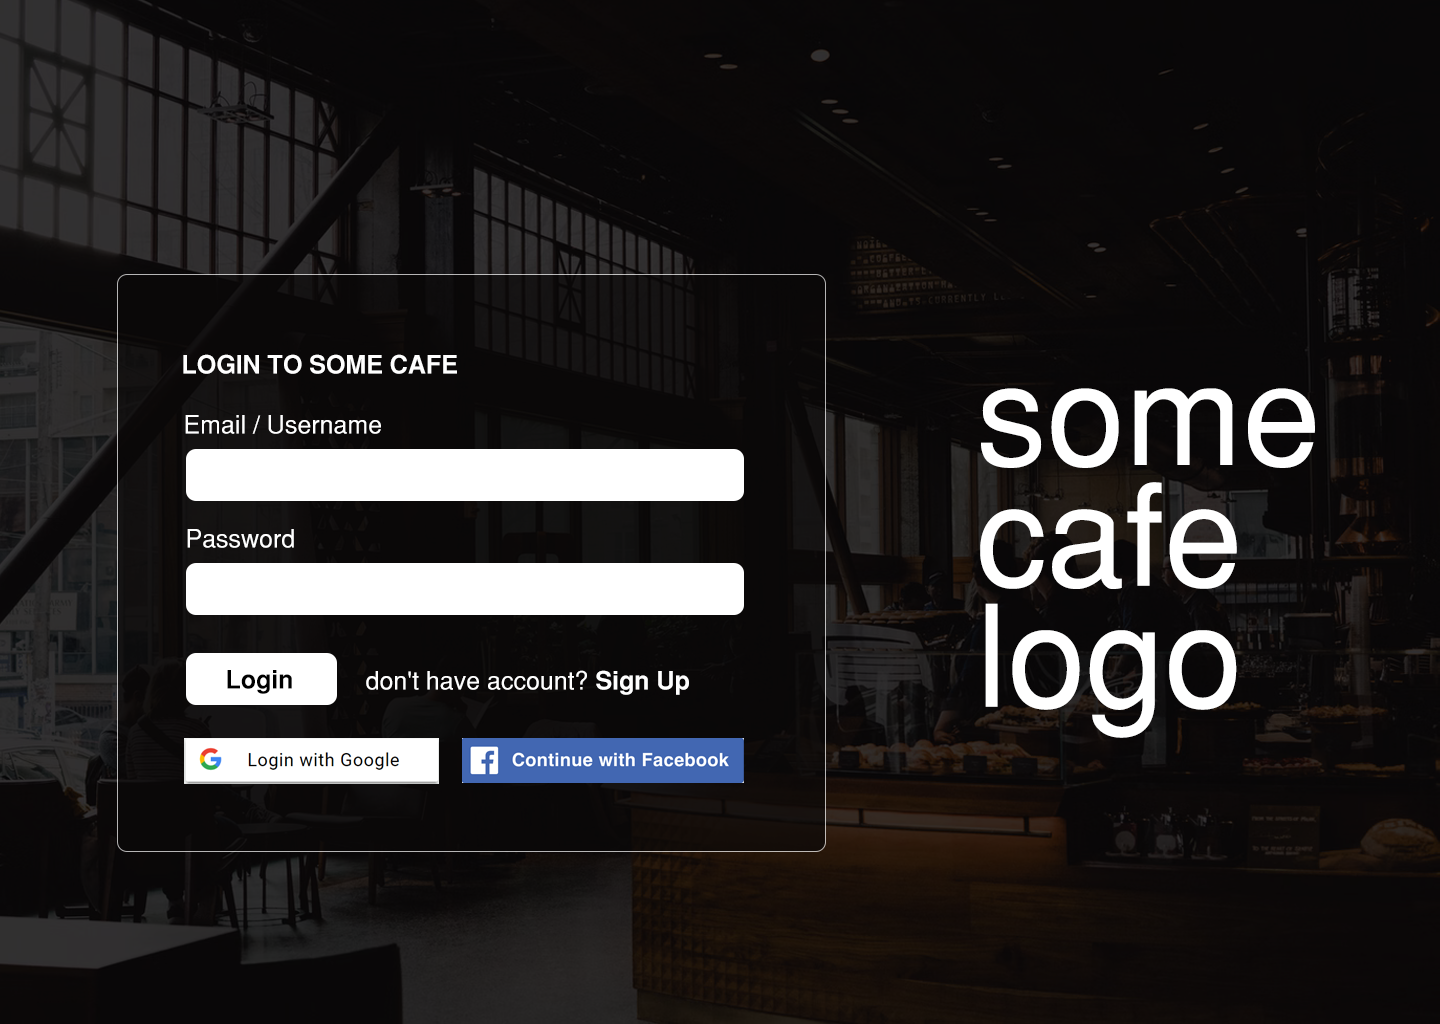 LOGIN TO SOME CAFE
Email / Username
Password
Login
don't have account? Sign Up
Login with Google
Continue with Facebook
some
cafe
logo